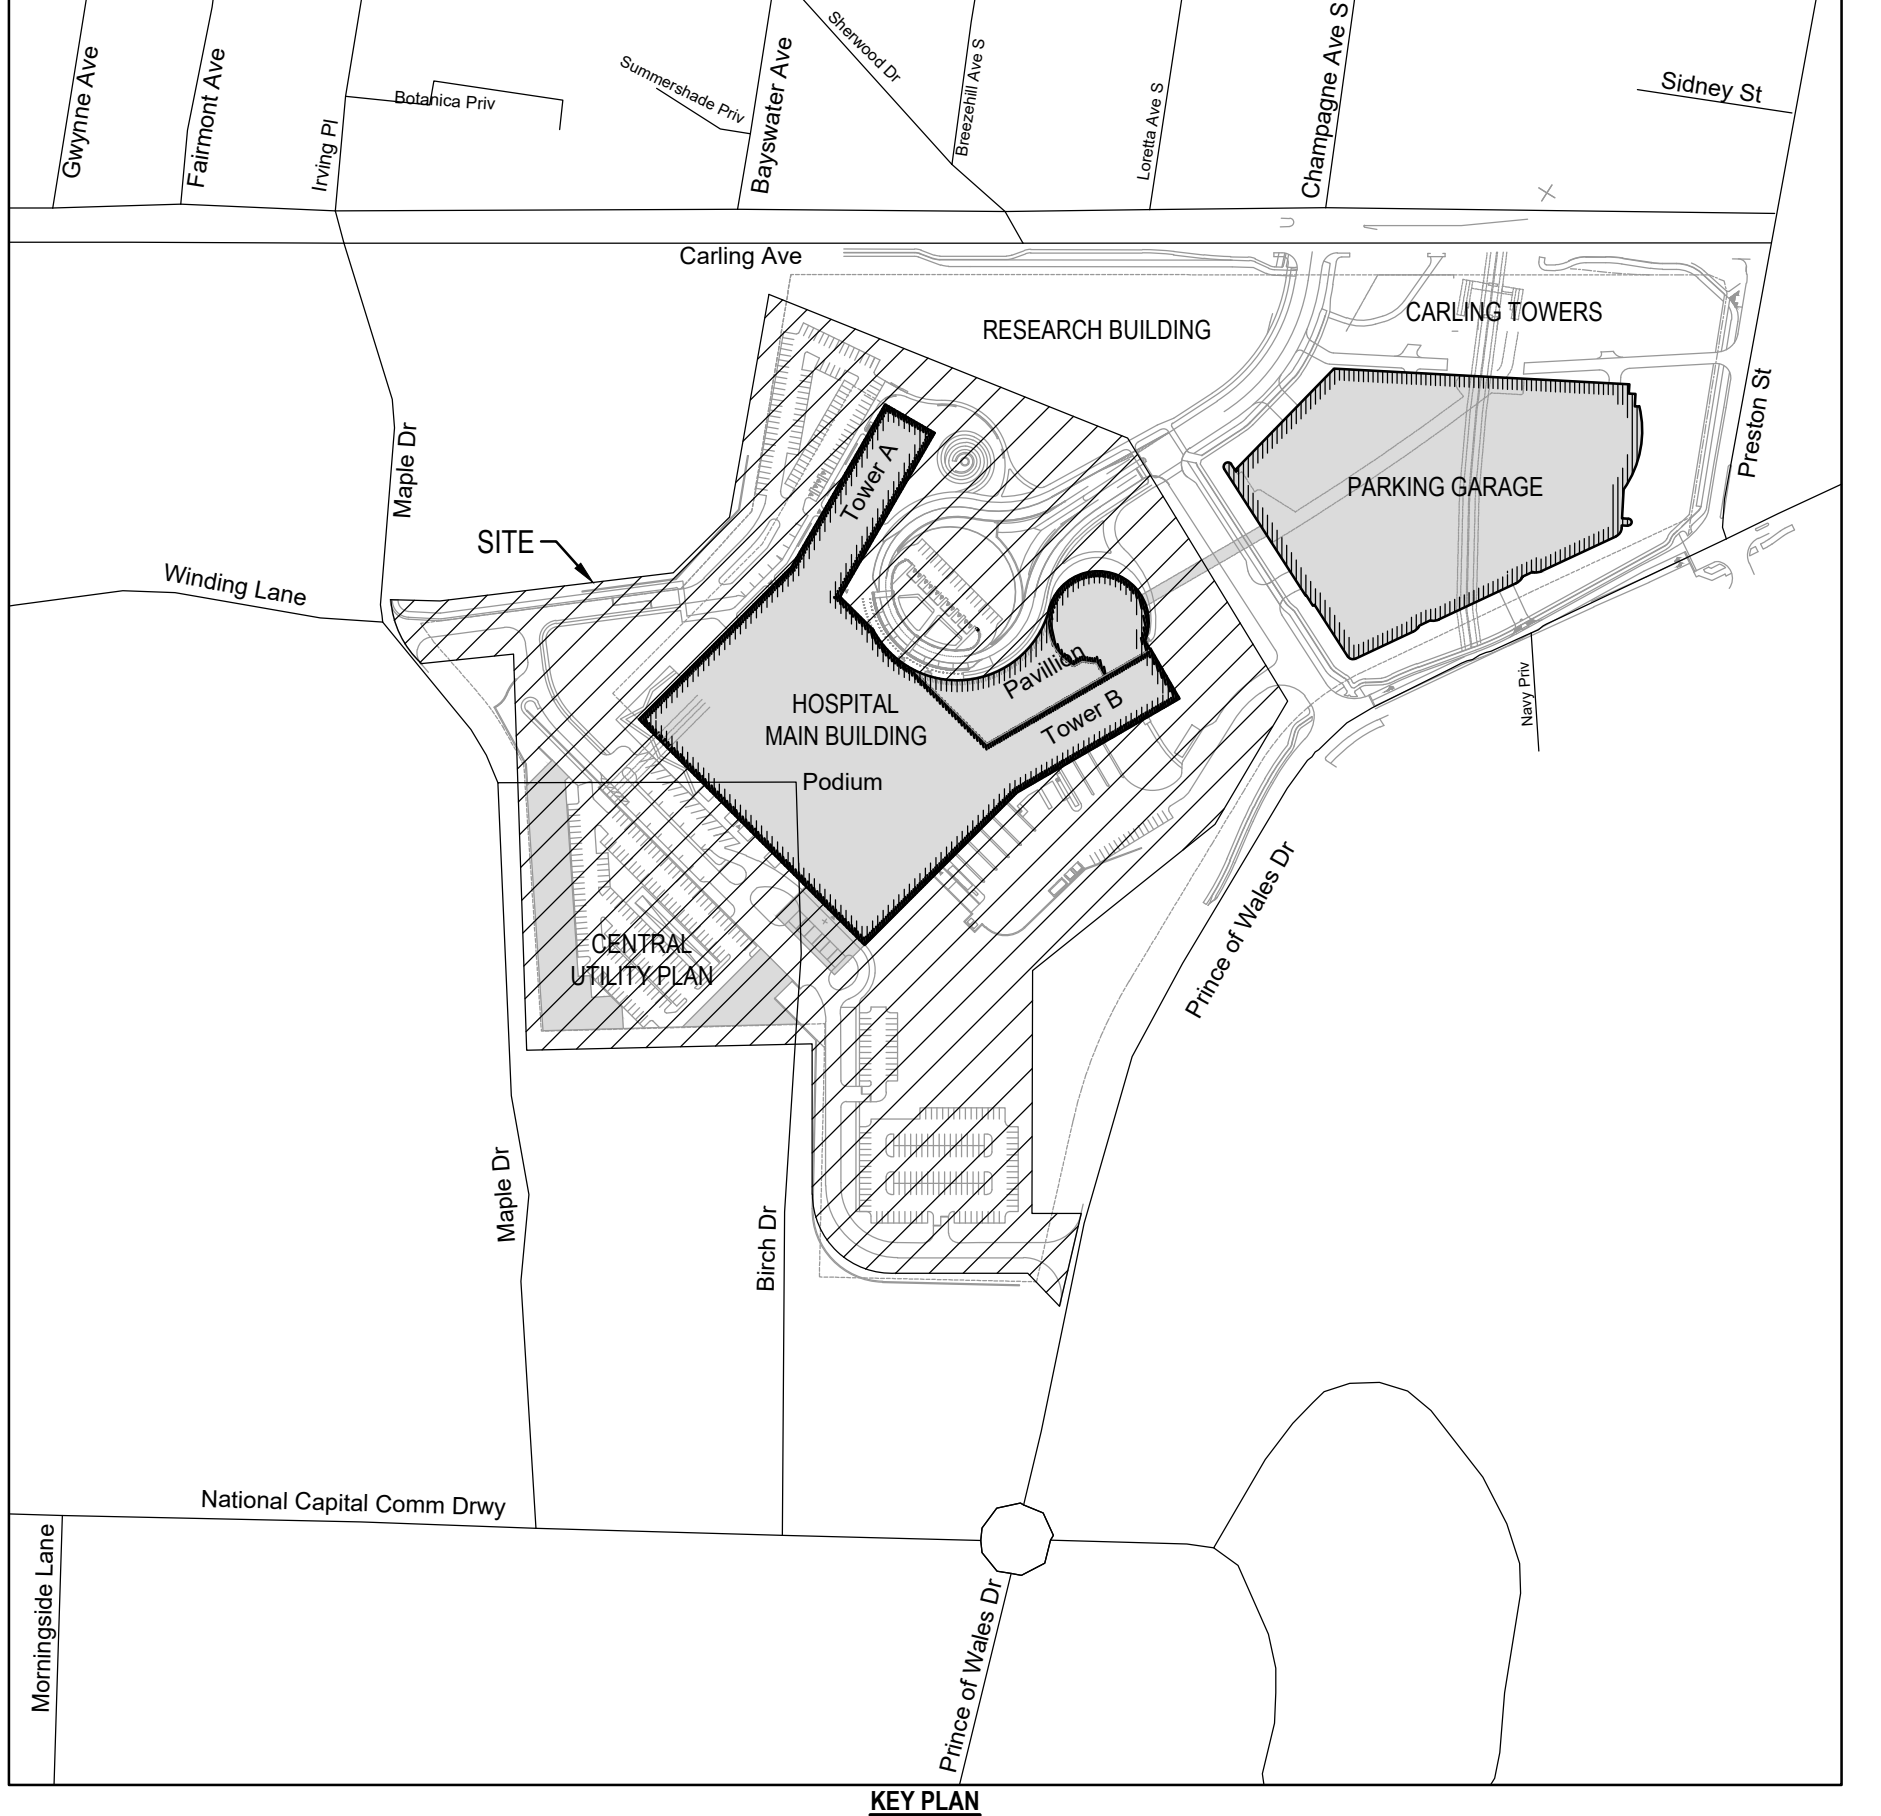 Gwynne Ave
Fairmont Ave
Irving Pl
Botanica Priv
Summershade Priv
Bayswater Ave
Sherwood Dr
Breezehill Ave S
Loretta Ave S
Champagne Ave S
Sidney St
Carling Ave
RESEARCH BUILDING
CARLING TOWERS
Preston St
Maple Dr
Tower A
PARKING GARAGE
SITE
Winding Lane
Pavillion
HOSPITAL
MAIN BUILDING
Tower B
Navy Priv
Podium
Prince of Wales Dr
CENTRAL
UTILITY PLAN
Maple Dr
Birch Dr
National Capital Comm Drwy
Morningside Lane
Prince of Wales Dr
KEY PLAN